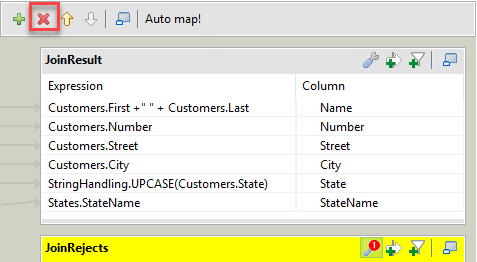 Auto map!
JoinResult
Expression Column
Customers.First +" " + Customers.Last Name
Customers.Number Number
Customers.Street Street
Customers.City City
StringHandling.UPCASE(Customers.State) State
States.StateName StateName
JoinRejects 1